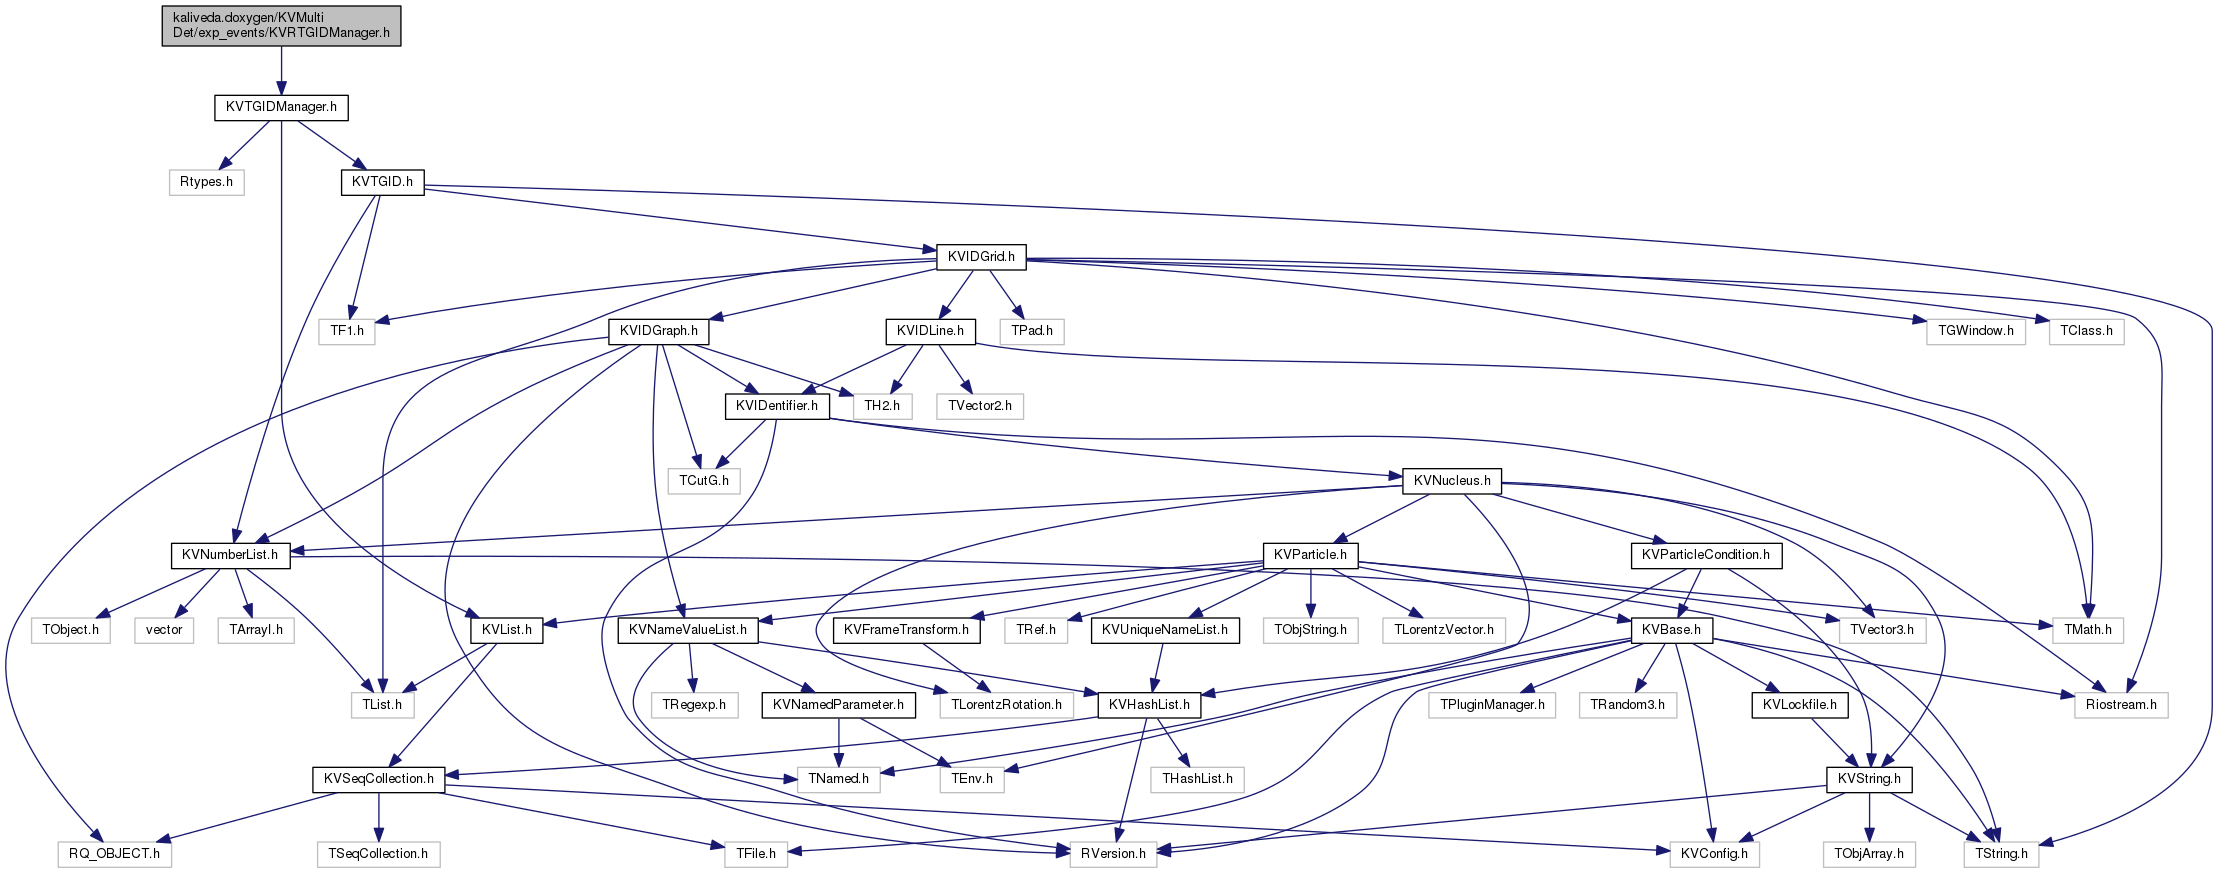 kaliveda.doxygen/KVMulti
Det/exp_events/KVRTGIDManager.h
KVTGIDManager.h
Rtypes.h
KVTGID.h
KVIDGrid.h
TF1.h
KVIDGraph.h
KVIDLine.h
TPad.h
TGWindow.h
TClass.h
KVIDentifier.h
TH2.h
TVector2.h
TCutG.h
KVNucleus.h
KVNumberList.h
KVParticle.h
KVParticleCondition.h
TObject.h
vector
TArrayI.h
KVList.h
KVNameValueList.h
KVFrameTransform.h
TRef.h
KVUniqueNameList.h
TObjString.h
TLorentzVector.h
KVBase.h
TVector3.h
TMath.h
TList.h
TRegexp.h
KVNamedParameter.h
TLorentzRotation.h
KVHashList.h
TPluginManager.h
TRandom3.h
KVLockfile.h
Riostream.h
KVSeqCollection.h
TNamed.h
TEnv.h
THashList.h
KVString.h
RQ_OBJECT.h
TSeqCollection.h
TFile.h
RVersion.h
KVConfig.h
TObjArray.h
TString.h